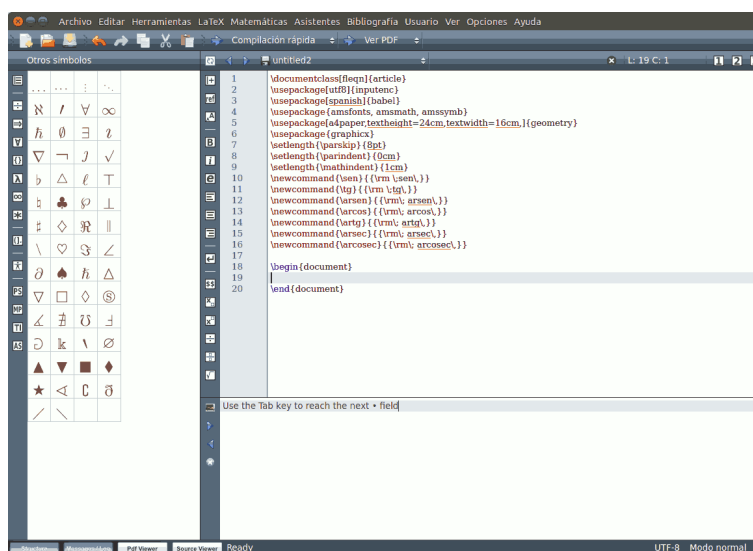 Archivo Editar Herramientas LaTeX Matemáticas Asistentes Bibliografía Usuario Ver Opciones Ayuda
Compilación rápida Ver PDF
Otros símbolos
untitled2
L: 19 C: 1
1 2
1 \documentclass[fleqn]{article}
2 \usepackage[utf8]{inputenc}
3 \usepackage[spanish]{babel}
4 \usepackage{amsfonts, amsmath, amssymb}
5 \usepackage[a4paper,textheight=24cm,textwidth=16cm,]{geometry}
6 \usepackage{graphicx}
7 \setlength{\parskip}{8pt}
8 \setlength{\parindent}{0cm}
9 \setlength{\mathindent}{1cm}
10 \newcommand{\sen}{{\rm \;sen\,}}
11 \newcommand{\tg}{{\rm \;tg\,}}
12 \newcommand{\arsen}{{\rm\; arsen\,}}
13 \newcommand{\arcos}{{\rm\; arcos\,}}
14 \newcommand{\artg}{{\rm\; artg\,}}
15 \newcommand{\arsec}{{\rm\; arsec\,}}
16 \newcommand{\arcosec}{{\rm\; arcosec\,}}
17
18 \begin{document}
19
20 \end{document}
Use the Tab key to reach the next • field
Structure Messages / Log Pdf Viewer Source Viewer Ready UTF-8 Modo normal